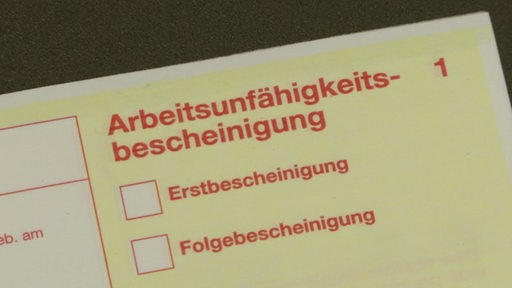 Arbeitsunfähigkeits- 1
bescheinigung
Erstbescheinigung
Folgebescheinigung
eb. am